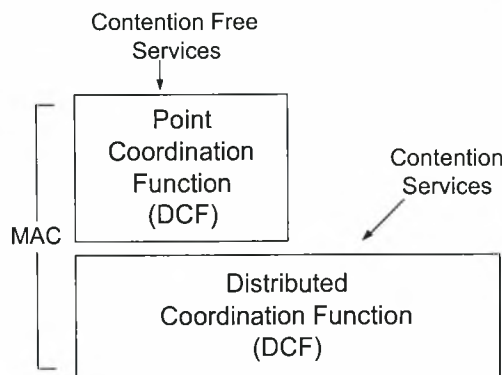 Contention Free
Services
Point
Coordination
Function
(DCF)
Contention
Services
MAC
Distributed
Coordination Function
(DCF)